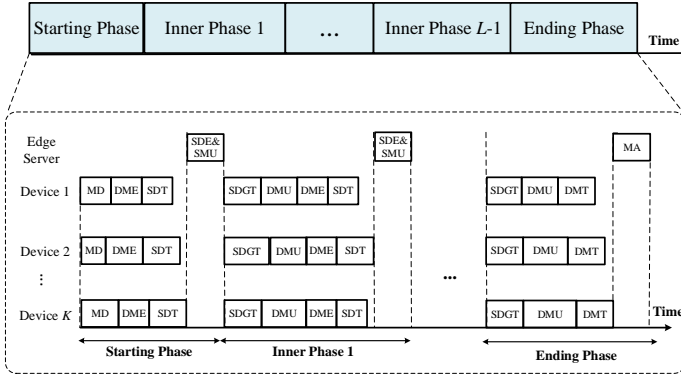 Starting Phase Inner Phase 1 ... Inner Phase L-1 Ending Phase Time
Edge Server SDE& SMU SDE& SMU MA
Device 1 MD DME SDT SDGT DMU DME SDT SDGT DMU DMT
Device 2 MD DME SDT SDGT DMU DME SDT SDGT DMU DMT
⋮ ...
Device K MD DME SDT SDGT DMU DME SDT SDGT DMU DMT Time
Starting Phase Inner Phase 1 Ending Phase